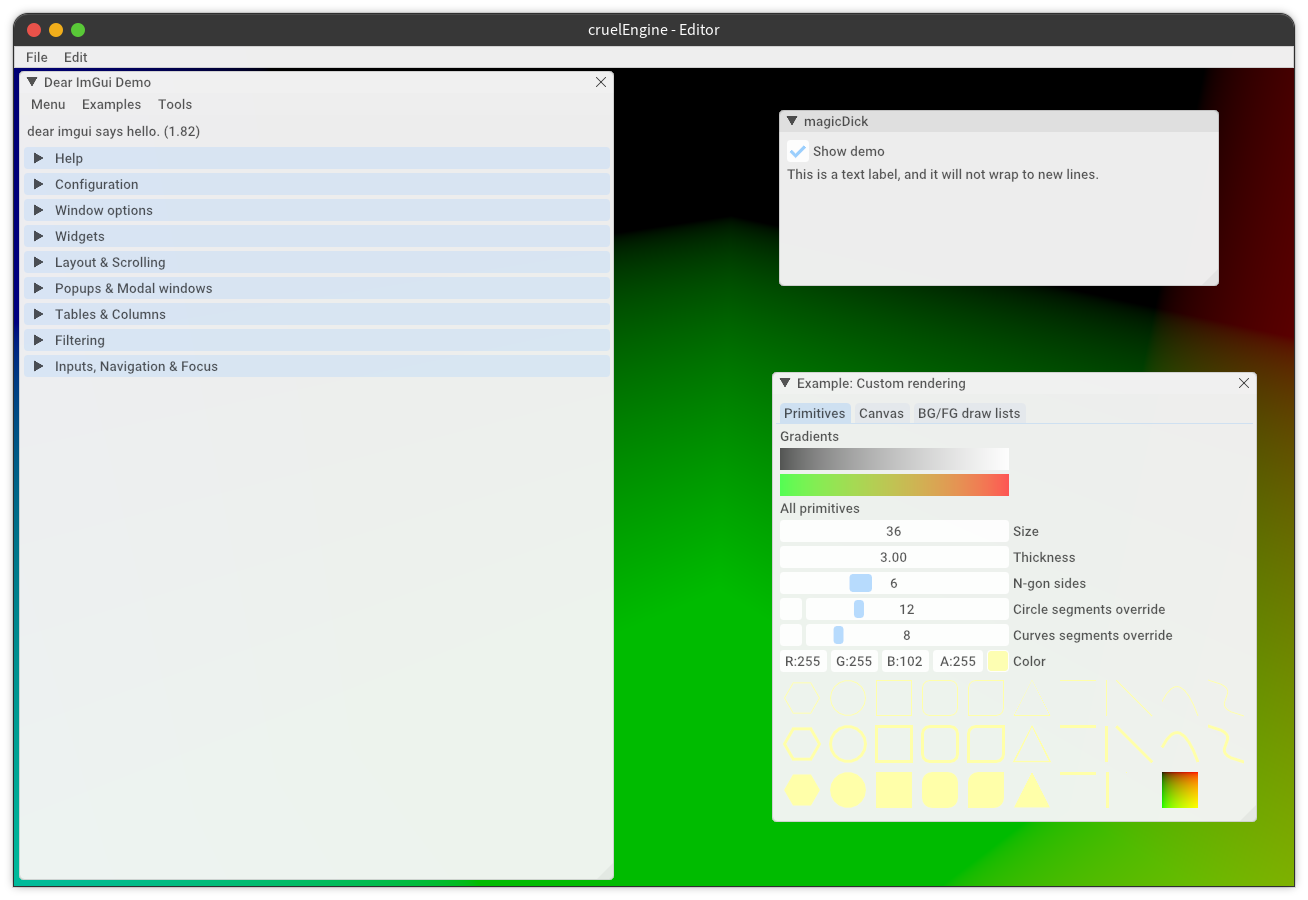 cruelEngine - Editor
File Edit
Dear ImGui Demo
Menu Examples Tools
dear imgui says hello. (1.82)
Help
Configuration
Window options
Widgets
Layout & Scrolling
Popups & Modal windows
Tables & Columns
Filtering
Inputs, Navigation & Focus
magicDick
Show demo
This is a text label, and it will not wrap to new lines.
Example: Custom rendering
Primitives Canvas BG/FG draw lists
Gradients
All primitives
36 Size
3.00 Thickness
6 N-gon sides
12 Circle segments override
8 Curves segments override
R:255 G:255 B:102 A:255 Color